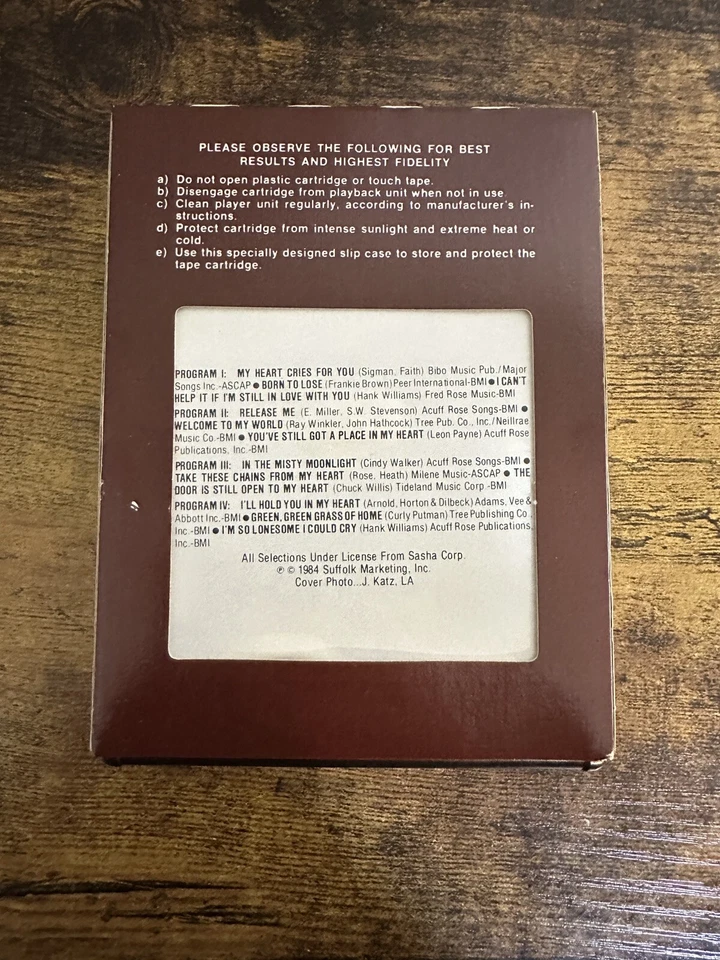 PLEASE OBSERVE THE FOLLOWING FOR BEST
RESULTS AND HIGHEST FIDELITY
a) Do not open plastic cartridge or touch tape.
b) Disengage cartridge from playback unit when not in use.
c) Clean player unit regularly, according to manufacturer's in-
structions.
d) Protect cartridge from intense sunlight and extreme heat or
cold.
e) Use this specially designed slip case to store and protect the
tape cartridge.
PROGRAM I: MY HEART CRIES FOR YOU (Sigman, Faith) Bibo Music Pub./Major
Songs Inc.-ASCAP ● BORN TO LOSE (Frankie Brown) Peer International-BMI ● I CAN'T
HELP IT IF I'M STILL IN LOVE WITH YOU (Hank Williams) Fred Rose Music-BMI
PROGRAM II: RELEASE ME (E. Miller, S.W. Stevenson) Acuff Rose Songs-BMI ●
WELCOME TO MY WORLD (Ray Winkler, John Hathcock) Tree Pub. Co., Inc./Neillrae
Music Co.-BMI ● YOU'VE STILL GOT A PLACE IN MY HEART (Leon Payne) Acuff Rose
Publications, Inc.-BMI
PROGRAM III: IN THE MISTY MOONLIGHT (Cindy Walker) Acuff Rose Songs-BMI ●
TAKE THESE CHAINS FROM MY HEART (Rose, Heath) Milene Music-ASCAP ● THE
DOOR IS STILL OPEN TO MY HEART (Chuck Willis) Tideland Music Corp.-BMI
PROGRAM IV: I'LL HOLD YOU IN MY HEART (Arnold, Horton & Dilbeck) Adams, Vee &
Abbott Inc.-BMI ● GREEN, GREEN GRASS OF HOME (Curly Putman) Tree Publishing Co.,
Inc.-BMI ● I'M SO LONESOME I COULD CRY (Hank Williams) Acuff Rose Publications,
Inc.-BMI
All Selections Under License From Sasha Corp.
℗ © 1984 Suffolk Marketing, Inc.
Cover Photo...J. Katz, LA